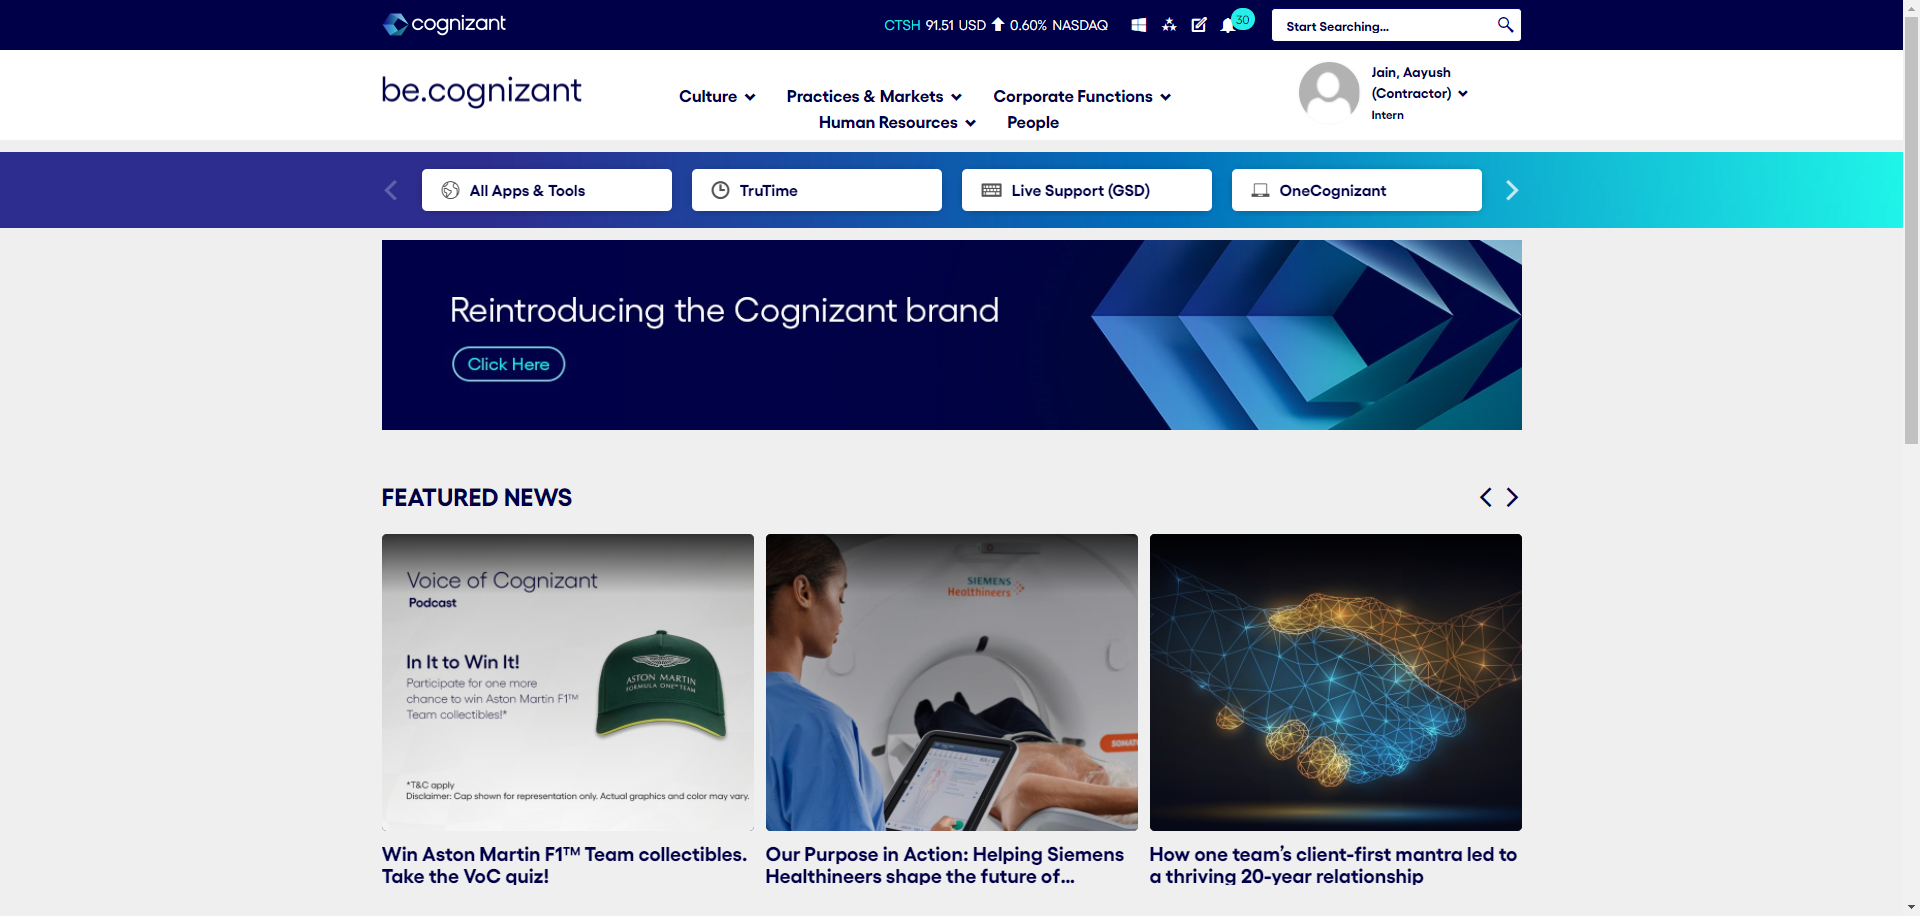 cognizant
CTSH 91.51 USD 0.60% NASDAQ
30
Start Searching...
be.cognizant
Culture
Practices & Markets
Corporate Functions
Human Resources
People
Jain, Aayush
(Contractor)
Intern
All Apps & Tools
TruTime
Live Support (GSD)
OneCognizant
Reintroducing the Cognizant brand
Click Here
FEATURED NEWS
Voice of Cognizant
Podcast
In It to Win It!
Participate for one more
chance to win Aston Martin F1™
Team collectibles!*
ASTON MARTIN
FORMULA ONE™ TEAM
*T&C apply
Disclaimer: Cap shown for representation only. Actual graphics and color may vary.
SIEMENS
Healthineers
SOMAT
Win Aston Martin F1™ Team collectibles.
Take the VoC quiz!
Our Purpose in Action: Helping Siemens
Healthineers shape the future of...
How one team's client-first mantra led to
a thriving 20-year relationship